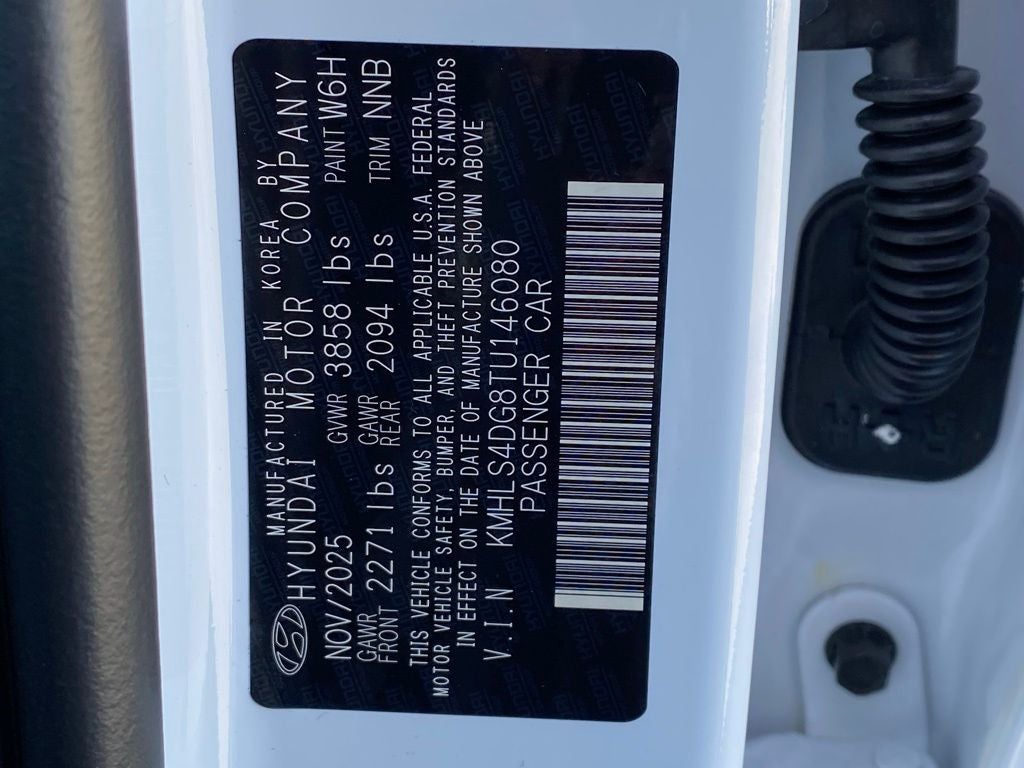 MANUFACTURED IN KOREA BY
HYUNDAI MOTOR COMPANY
NOV/2025 GVWR 3858 lbs PAINT W6H
GAWR FRONT 2271 lbs GAWR REAR 2094 lbs TRIM NNB
THIS VEHICLE CONFORMS TO ALL APPLICABLE U.S.A. FEDERAL
MOTOR VEHICLE SAFETY, BUMPER, AND THEFT PREVENTION STANDARDS
IN EFFECT ON THE DATE OF MANUFACTURE SHOWN ABOVE
V.I.N KMHLS4DG8TU146080
PASSENGER CAR